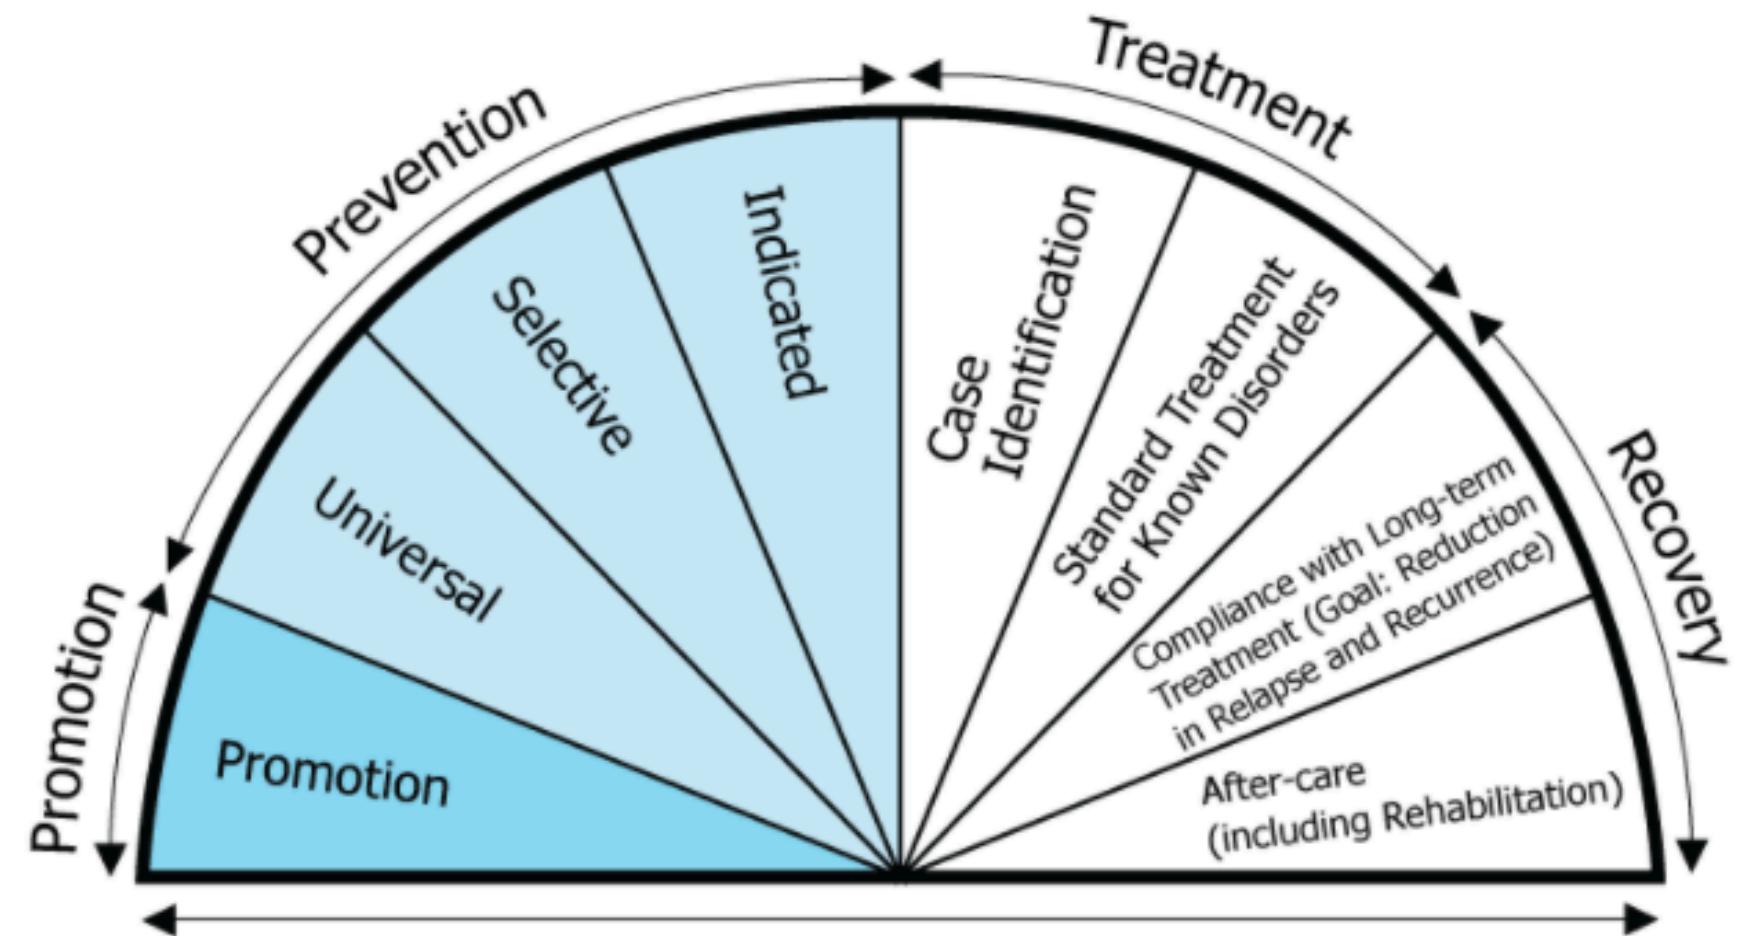 Promotion
Prevention
Treatment
Recovery
Promotion
Universal
Selective
Indicated
Case
Identification
Standard Treatment
for Known Disorders
Compliance with Long-term
Treatment (Goal: Reduction
in Relapse and Recurrence)
After-care
(including Rehabilitation)